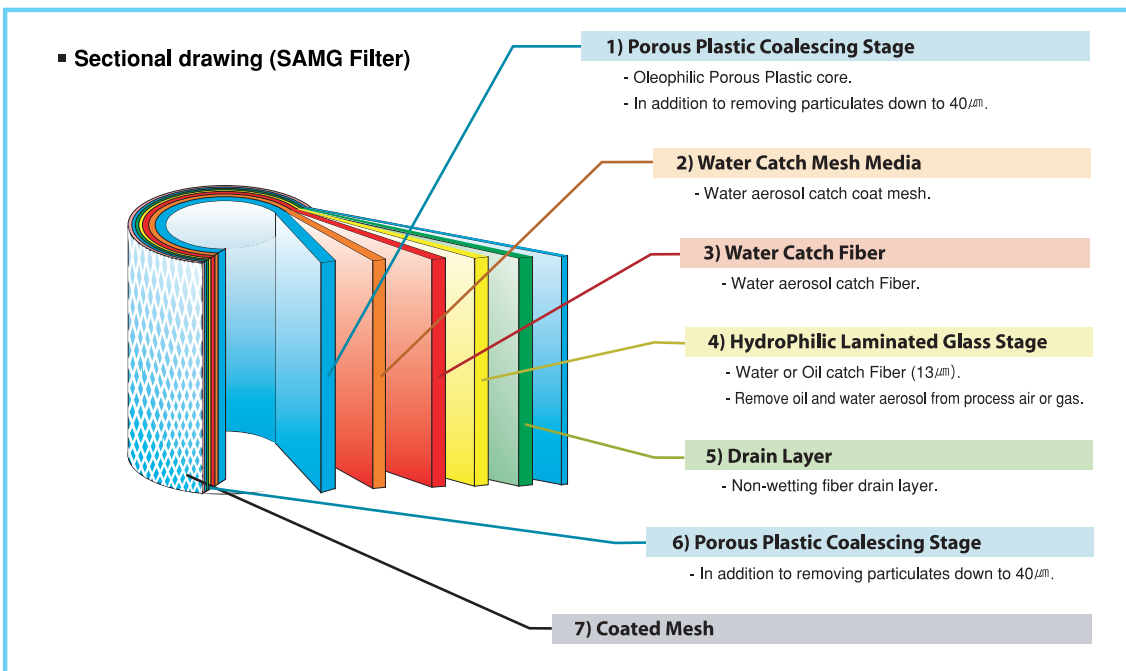 ▪ Sectional drawing (SAMG Filter)
1) Porous Plastic Coalescing Stage
- Oleophilic Porous Plastic core.
- In addition to removing particulates down to 40㎛.
2) Water Catch Mesh Media
- Water aerosol catch coat mesh.
3) Water Catch Fiber
- Water aerosol catch Fiber.
4) HydroPhilic Laminated Glass Stage
- Water or Oil catch Fiber (13㎛).
- Remove oil and water aerosol from process air or gas.
5) Drain Layer
- Non-wetting fiber drain layer.
6) Porous Plastic Coalescing Stage
- In addition to removing particulates down to 40㎛.
7) Coated Mesh